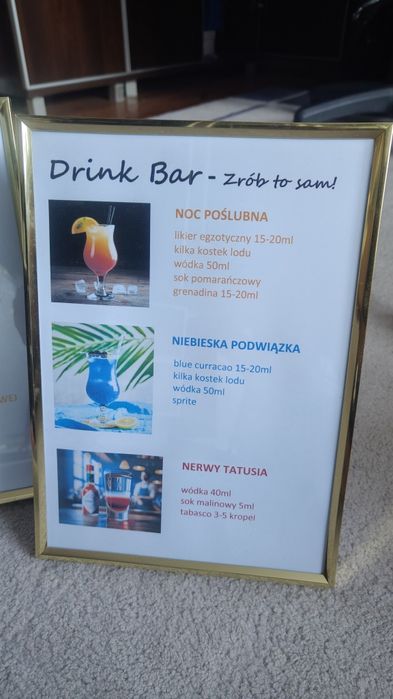 Drink Bar - Zrób to sam!
NOC POŚLUBNA
likier egzotyczny 15-20ml
kilka kostek lodu
wódka 50ml
sok pomarańczowy
grenadina 15-20ml
NIEBIESKA PODWIĄZKA
blue curracao 15-20ml
kilka kostek lodu
wódka 50ml
sprite
NERWY TATUSIA
wódka 40ml
sok malinowy 5ml
tabasco 3-5 kropel